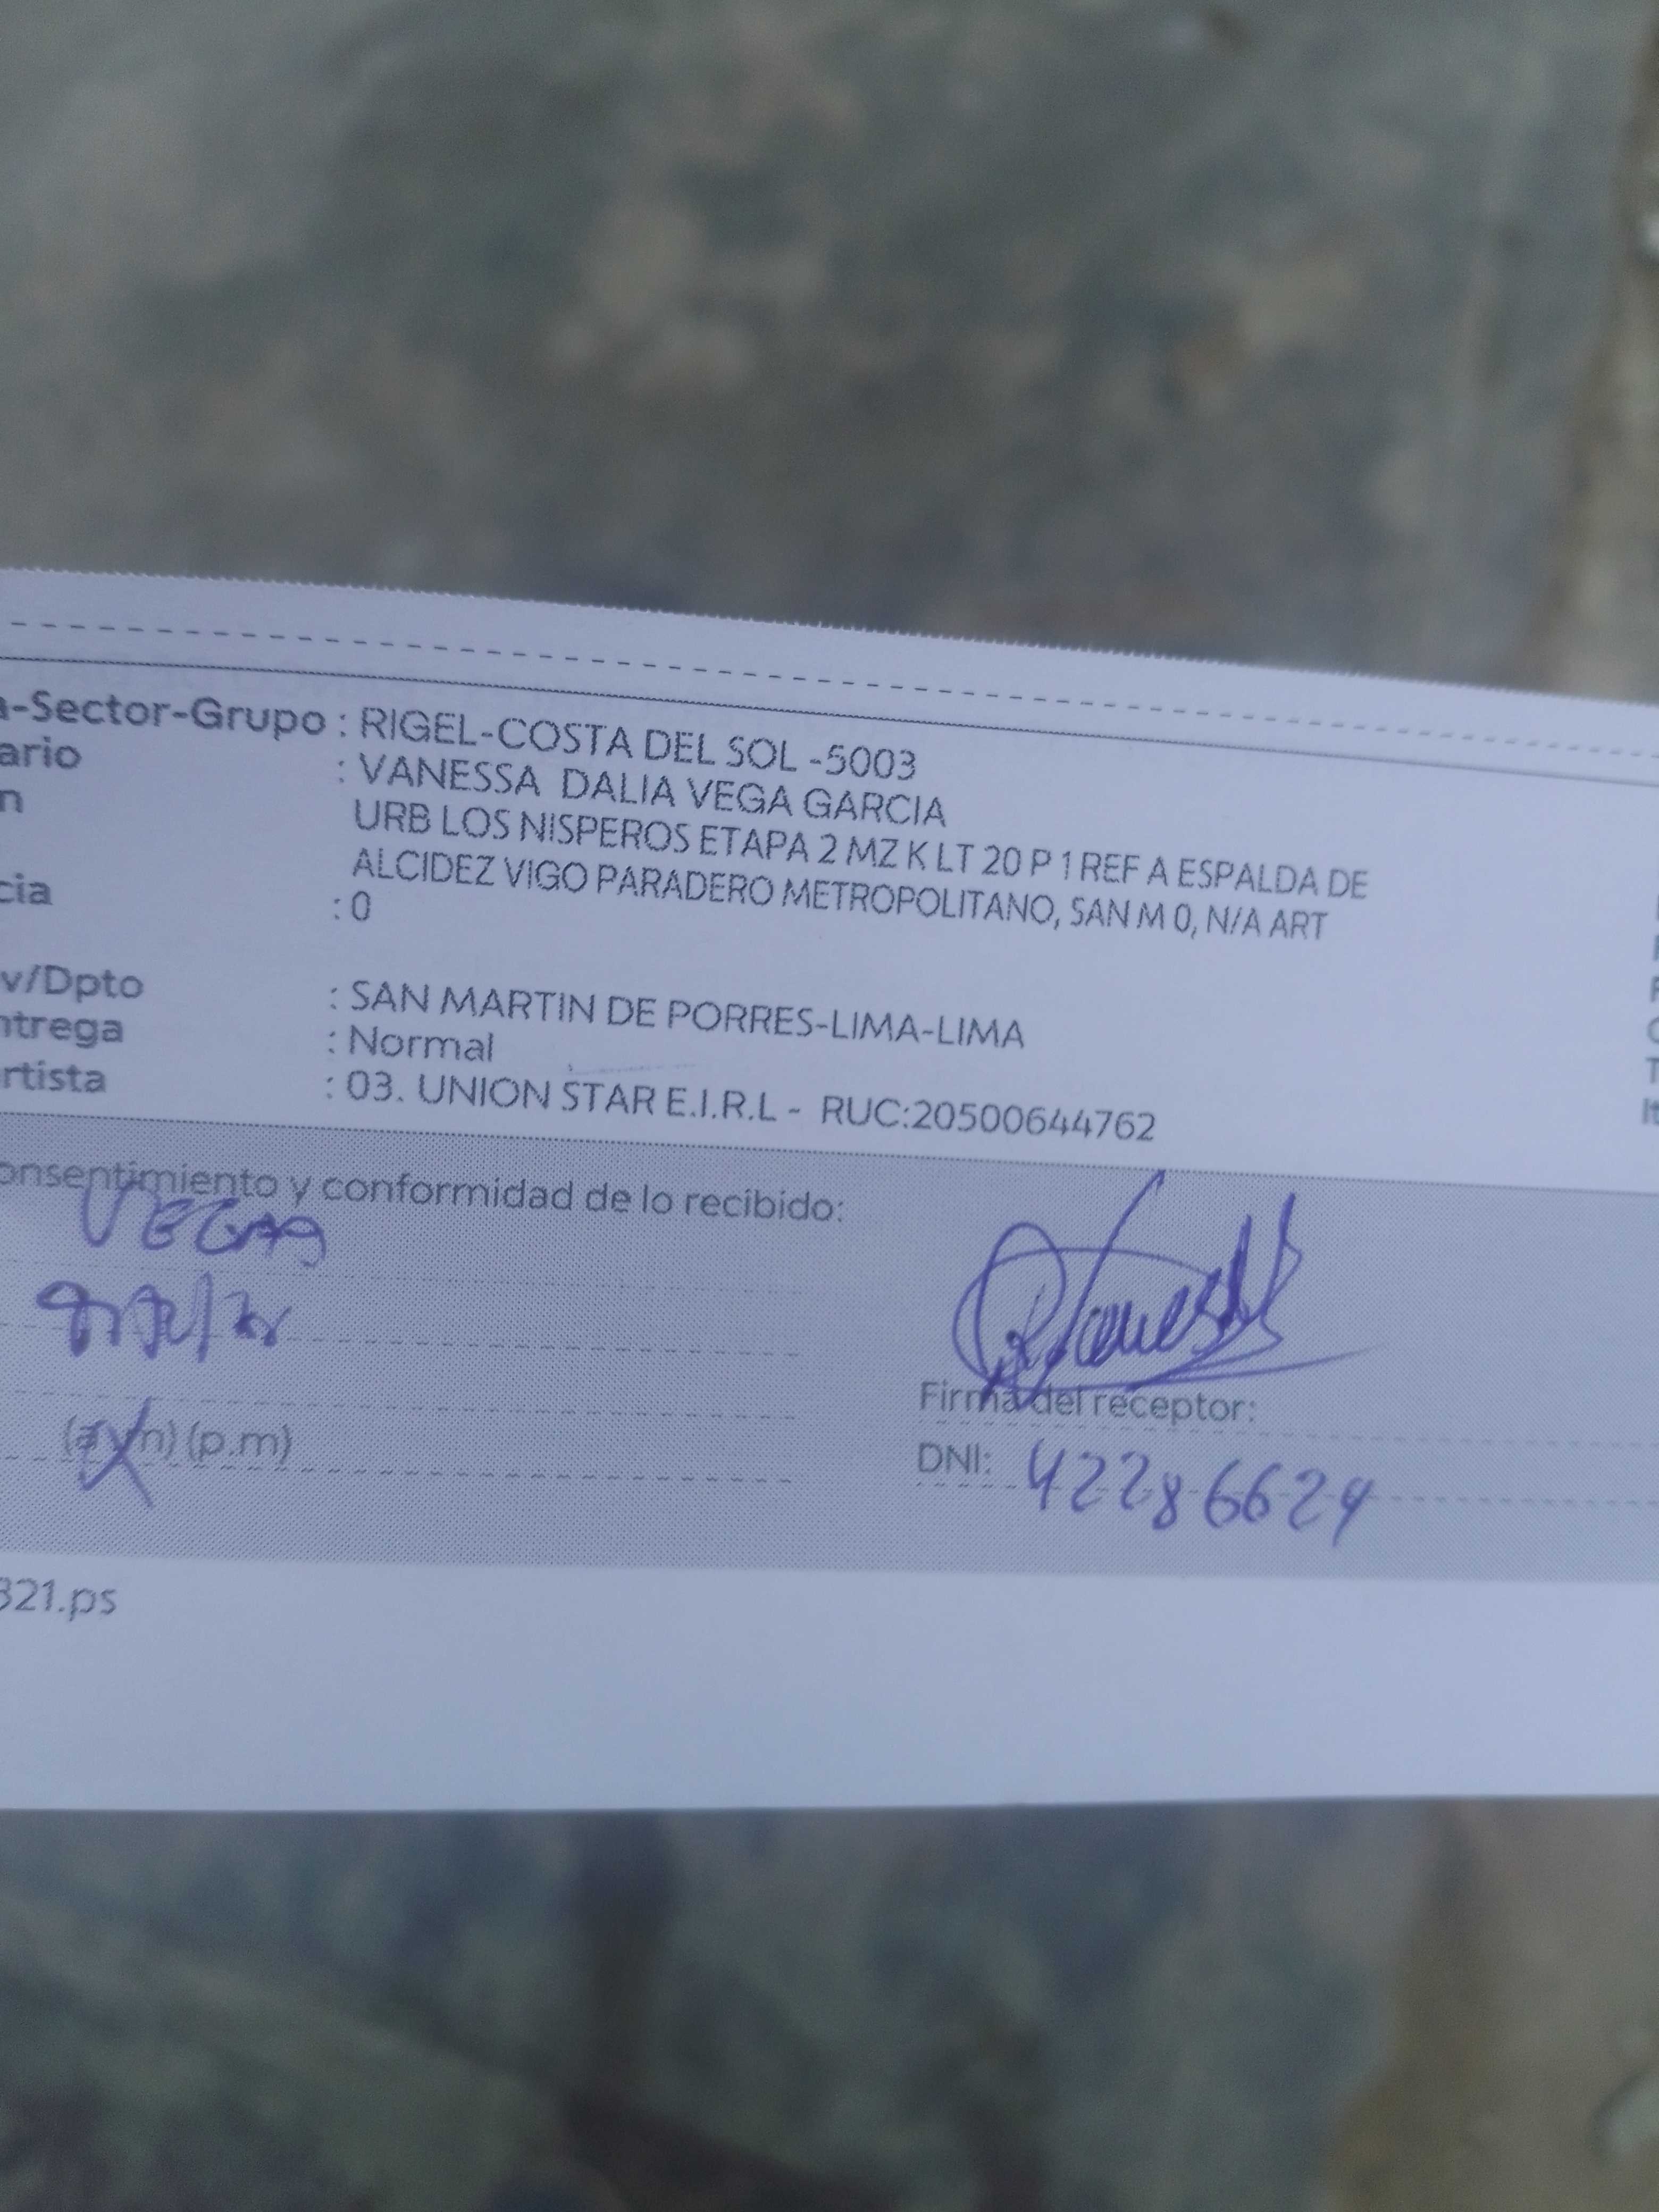 a-Sector-Grupo : RIGEL-COSTA DEL SOL -5003
ario : VANESSA DALIA VEGA GARCIA
n URB LOS NISPEROS ETAPA 2 MZ K LT 20 P 1 REF A ESPALDA DE
ALCIDEZ VIGO PARADERO METROPOLITANO, SAN M 0, N/A ART
cia : 0
v/Dpto : SAN MARTIN DE PORRES-LIMA-LIMA
ntrega : Normal
rtista : 03. UNION STAR E.I.R.L - RUC:20500644762
onsentimiento y conformidad de lo recibido:
VEGA
(a.m) (p.m)
Firma del receptor:
DNI: 42286624
321.ps